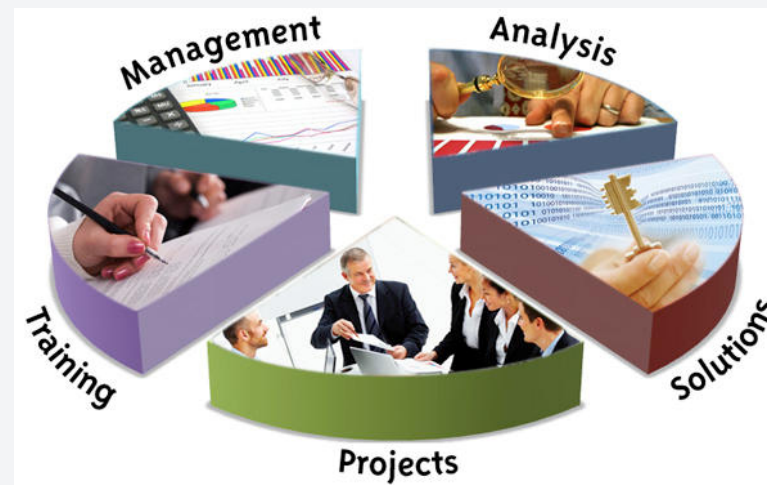 Management
Analysis
Training
Solutions
Projects